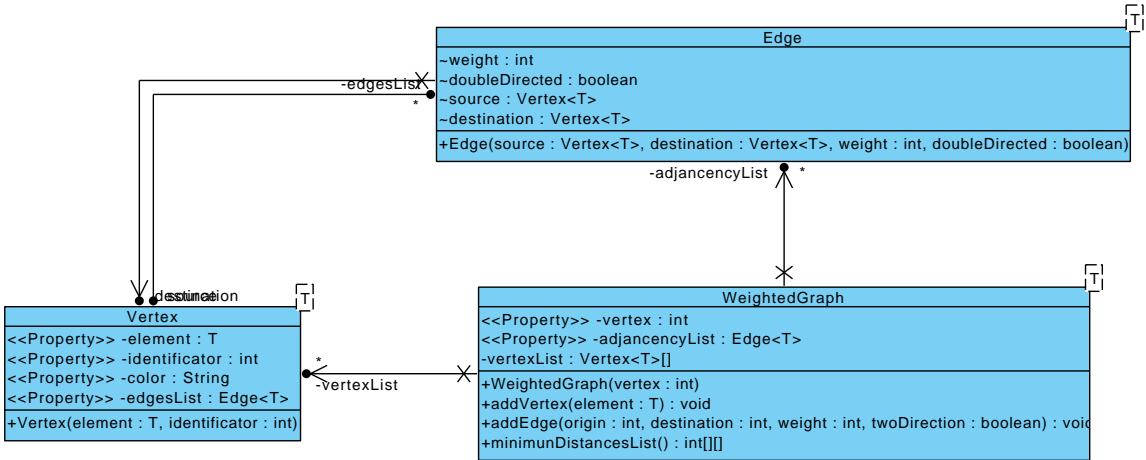 T
Edge
~weight : int
~doubleDirected : boolean
~source : Vertex<T>
~destination : Vertex<T>
+Edge(source : Vertex<T>, destination : Vertex<T>, weight : int, doubleDirected : boolean)
-edgesList
*
-adjancencyList
*
destination
source
T
Vertex
<<Property>> -element : T
<<Property>> -identificator : int
<<Property>> -color : String
<<Property>> -edgesList : Edge<T>
+Vertex(element : T, identificator : int)
*
-vertexList
T
WeightedGraph
<<Property>> -vertex : int
<<Property>> -adjancencyList : Edge<T>
-vertexList : Vertex<T>[]
+WeightedGraph(vertex : int)
+addVertex(element : T) : void
+addEdge(origin : int, destination : int, weight : int, twoDirection : boolean) : void
+minimunDistancesList() : int[][]